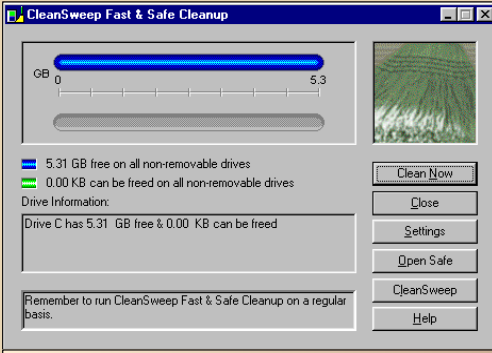 CleanSweep Fast & Safe Cleanup
GB 0 5.3
5.31 GB free on all non-removable drives
0.00 KB can be freed on all non-removable drives
Drive Information:
Drive C has 5.31 GB free & 0.00 KB can be freed
Remember to run CleanSweep Fast & Safe Cleanup on a regular
basis.
Clean Now
Close
Settings
Open Safe
CleanSweep
Help